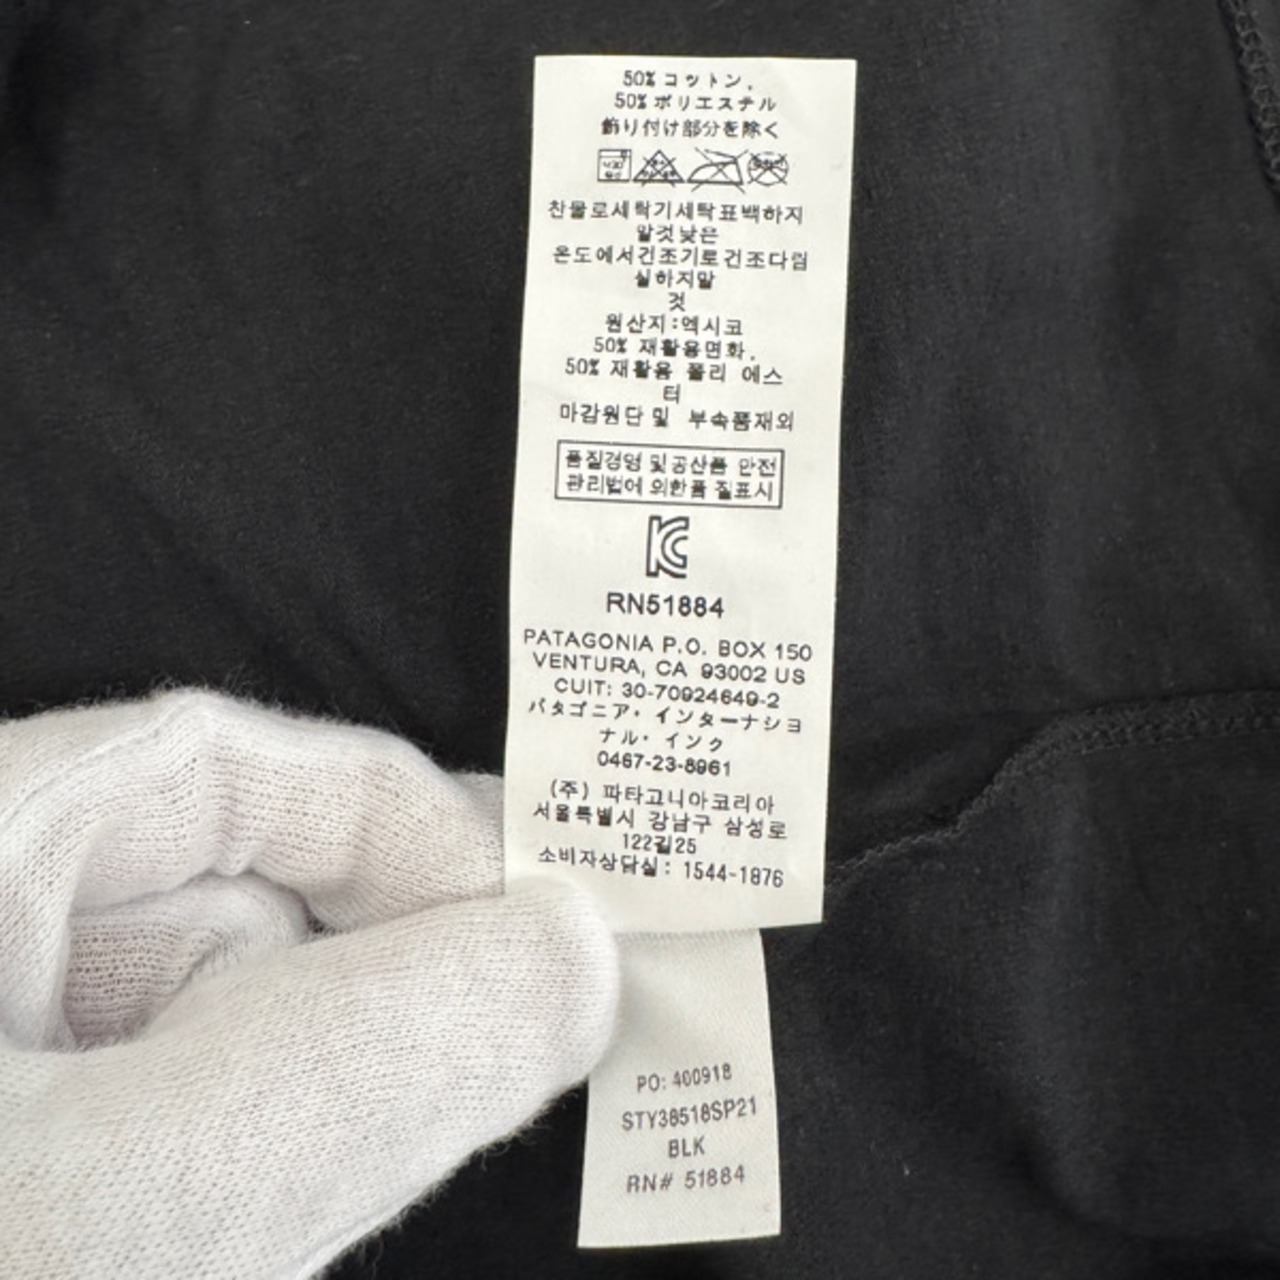 50% コットン.
50% ポリエステル
飾り付け部分を除く
찬물로세탁기세탁표백하지
말것낮은
온도에서건조기로건조다림
실하지말
것
원산지:멕시코
50% 재활용면화.
50% 재활용 폴리 에스
터
마감원단및 부속품재외
품질경영 및공산품 안전
관리법에 의한품 질표시
KC
RN51884
PATAGONIA P.O. BOX 150
VENTURA, CA 93002 US
CUIT: 30-70924649-2
パタゴニア・インターナショ
ナル・インク
0467-23-8961
(주) 파타고니아코리아
서울특별시 강남구 삼성로
122길25
소비자상담실: 1544-1876
PO: 400918
STY38518SP21
BLK
RN# 51884